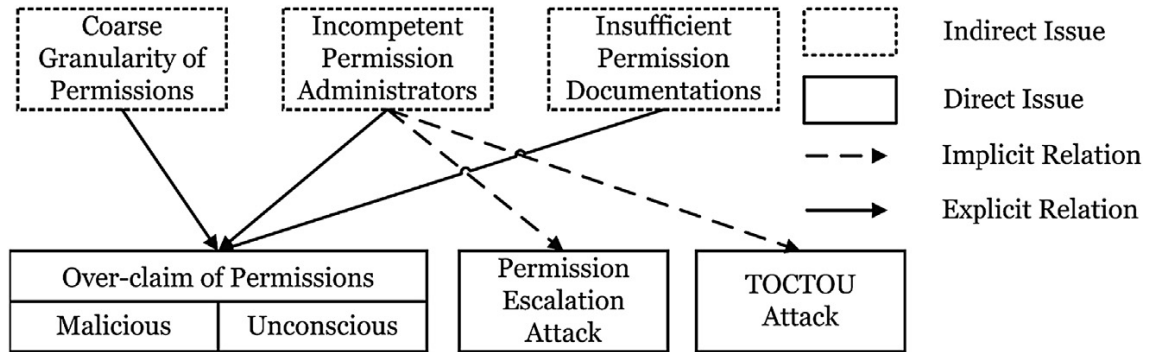 Coarse
Granularity of
Permissions
Incompetent
Permission
Administrators
Insufficient
Permission
Documentations
Indirect Issue
Direct Issue
Implicit Relation
Explicit Relation
Over-claim of Permissions
Malicious
Unconscious
Permission
Escalation
Attack
TOCTOU
Attack